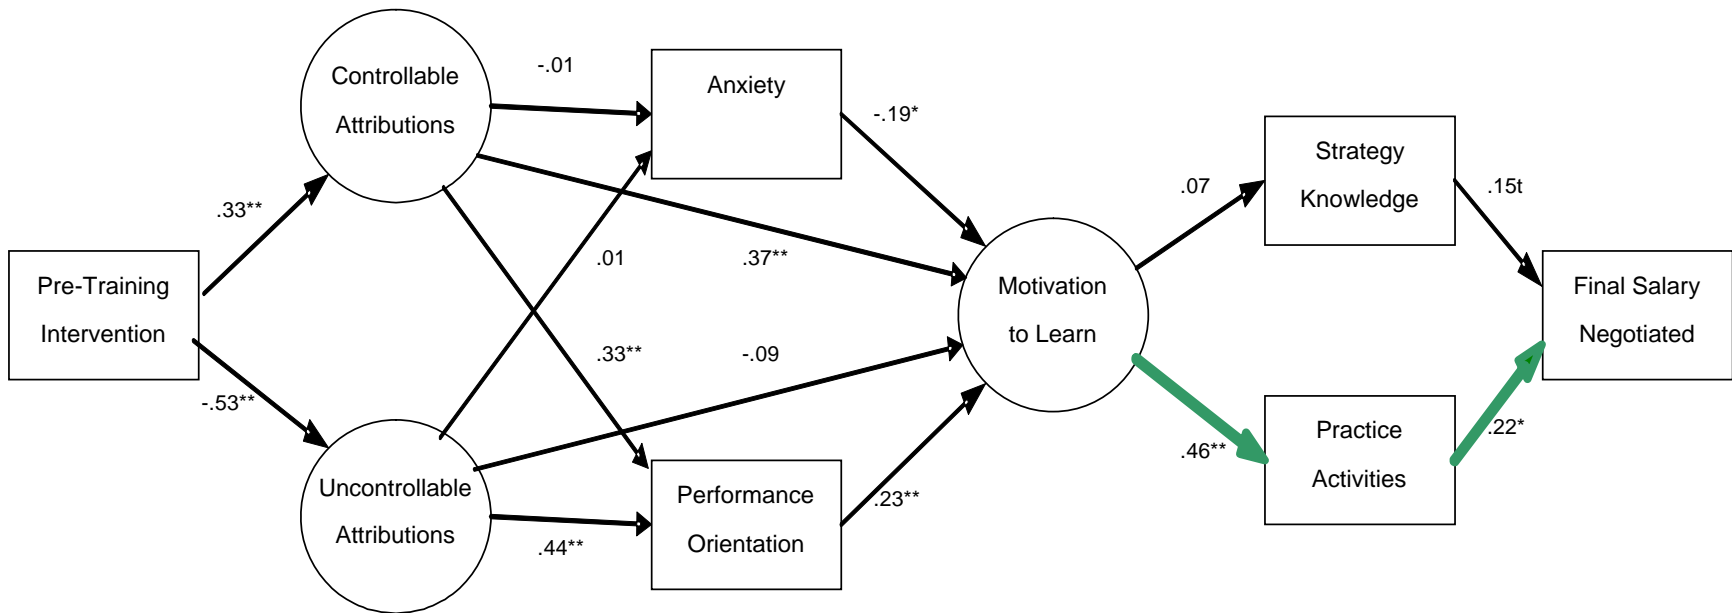 Controllable
Attributions
-.01
Anxiety
-.19*
Strategy
Knowledge
.07
.15t
.33**
.01
.37**
Pre-Training
Intervention
Motivation
to Learn
Final Salary
Negotiated
.33**
-.09
-.53**
Uncontrollable
Attributions
.44**
Performance
Orientation
.23**
.46**
Practice
Activities
.22*